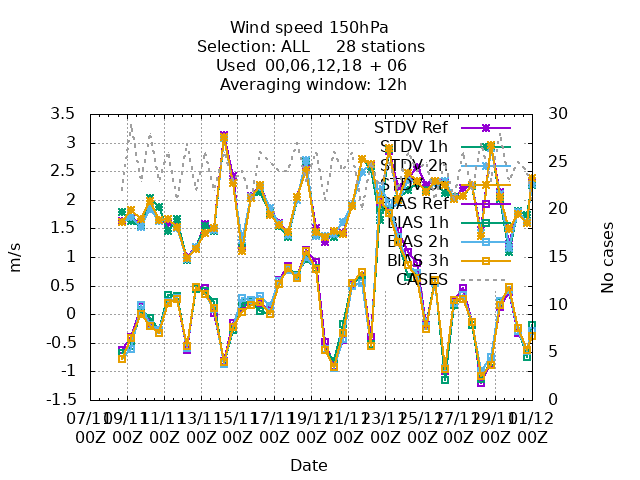 Wind speed 150hPa
Selection: ALL 28 stations
Used 00,06,12,18 + 06
Averaging window: 12h
3.5
3
2.5
2
1.5
1
0.5
0
-0.5
-1
-1.5
m/s
30
25
20
15
10
5
0
No cases
STDV Ref
STDV 1h
STDV 2h
STDV 3h
BIAS Ref
BIAS 1h
BIAS 2h
BIAS 3h
CASES
07/11 09/11 11/11 13/11 15/11 17/11 19/11 21/11 23/11 25/11 27/11 29/11 01/12
00Z 00Z 00Z 00Z 00Z 00Z 00Z 00Z 00Z 00Z 00Z 00Z 00Z
Date